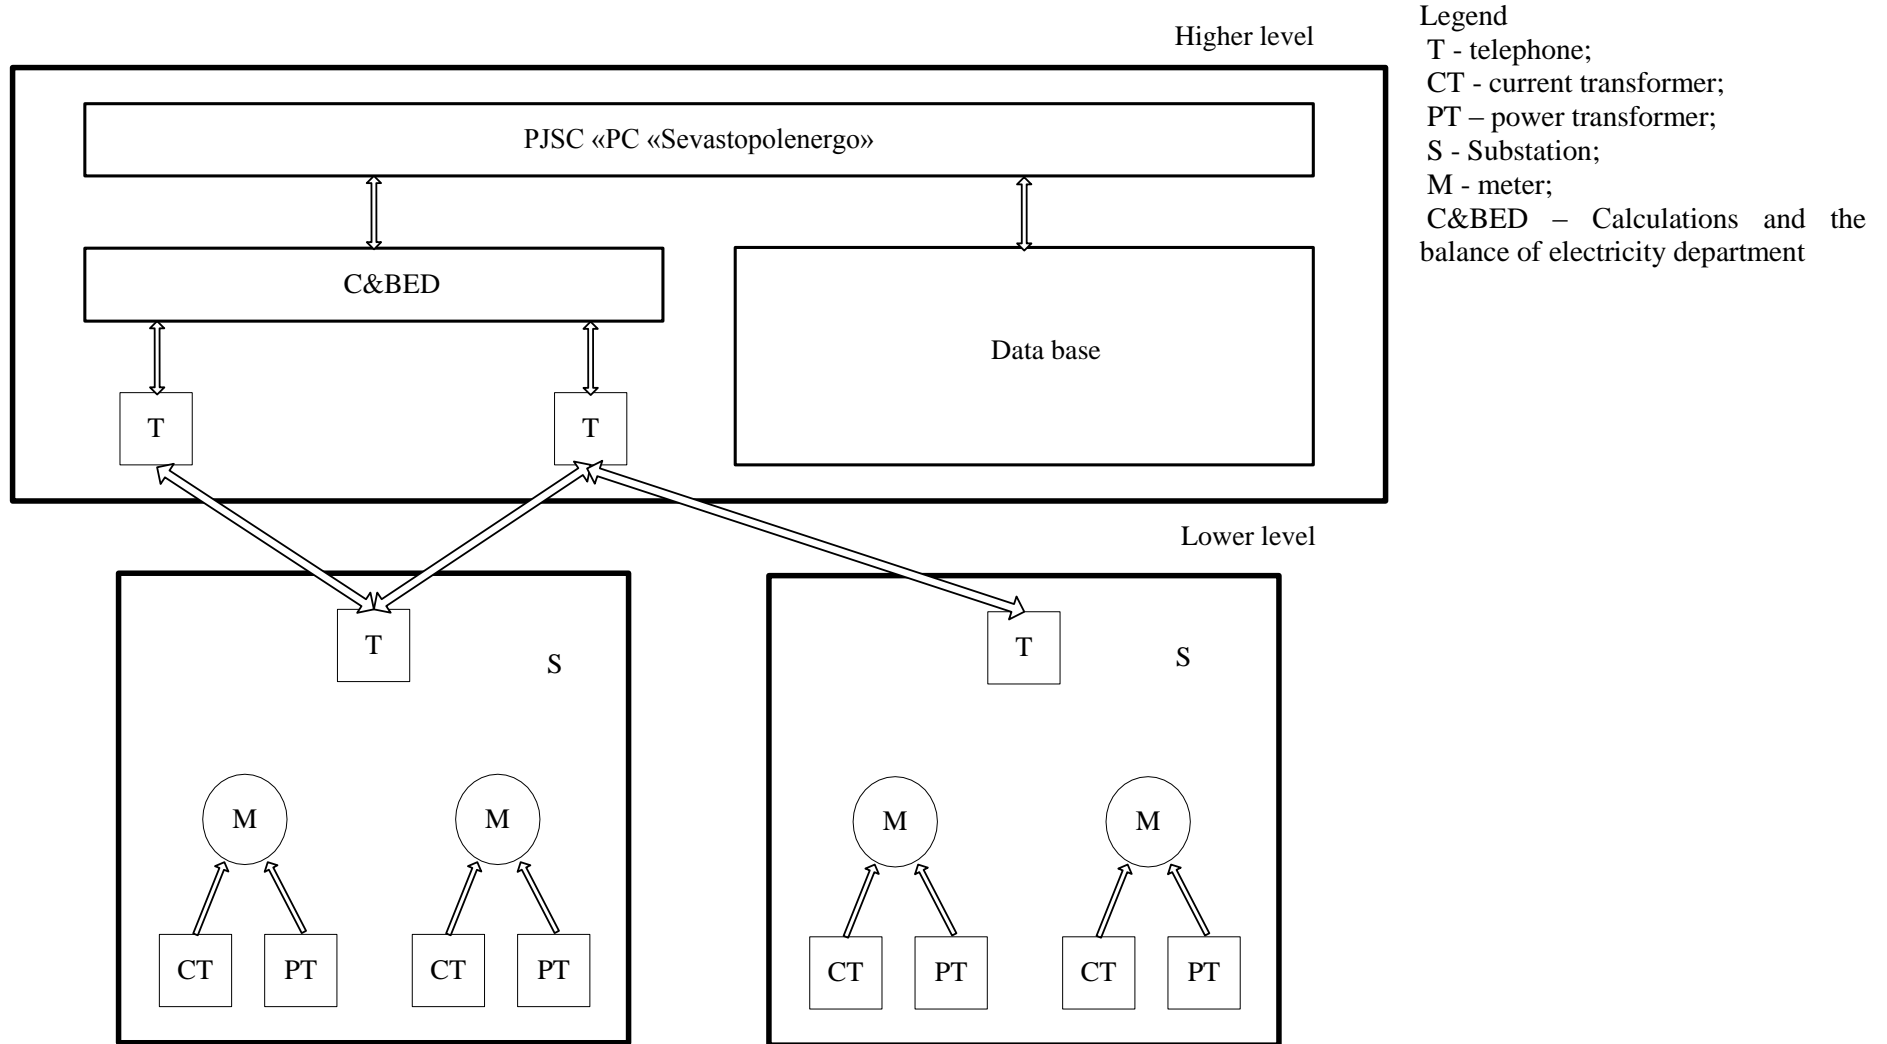 Higher level
Legend
T - telephone;
CT - current transformer;
PT – power transformer;
S - Substation;
M - meter;
C&BED – Calculations and the
balance of electricity department
PJSC «PC «Sevastopolenergo»
C&BED
Data base
T
T
Lower level
T
S
T
S
M
M
M
M
CT
PT
CT
PT
CT
PT
CT
PT